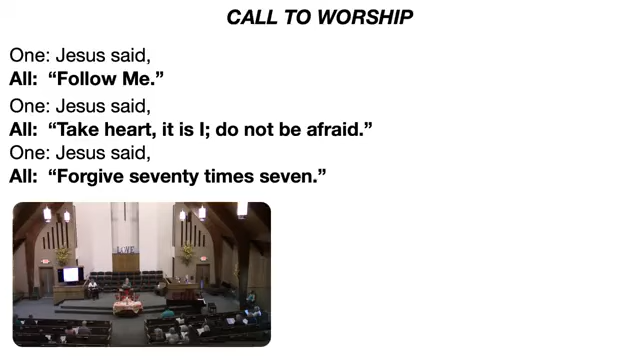 CALL TO WORSHIP
One: Jesus said,
All: “Follow Me.”
One: Jesus said,
All: “Take heart, it is I; do not be afraid.”
One: Jesus said,
All: “Forgive seventy times seven.”
LOVE